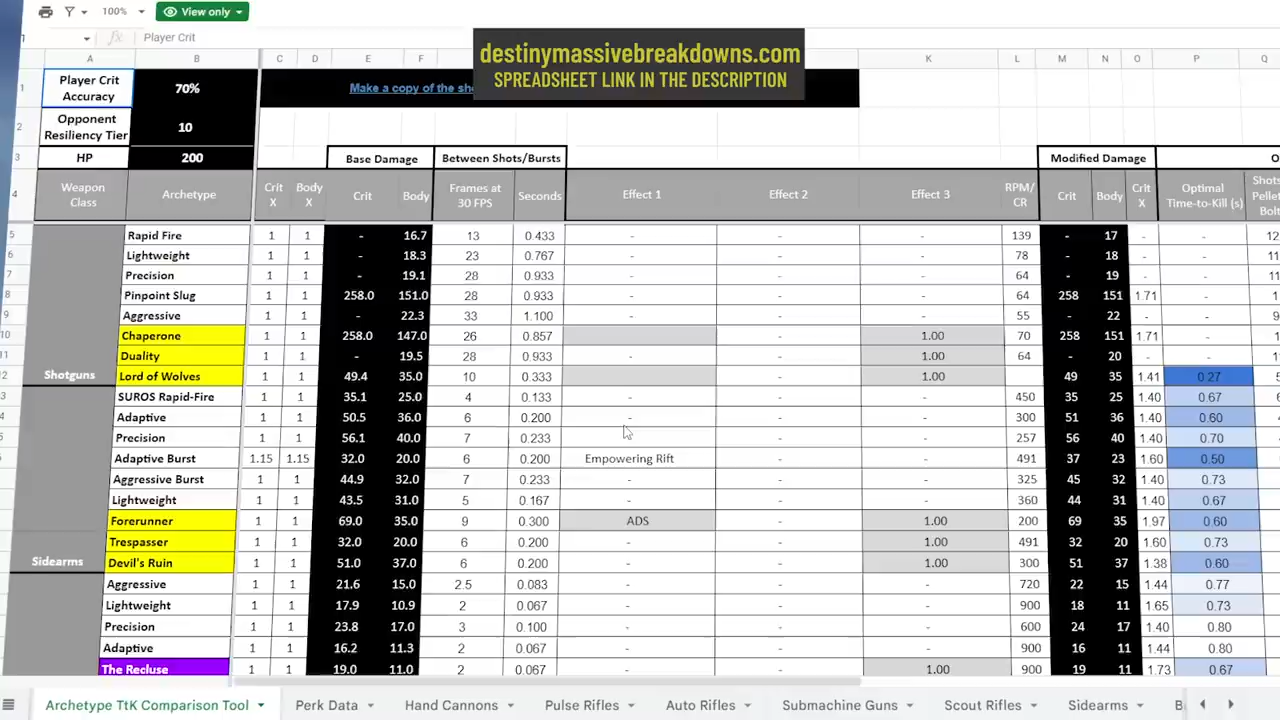 100%
View only
destinymassivebreakdowns.com
SPREADSHEET LINK IN THE DESCRIPTION
fx Player Crit
A B C D E F K L M N O P Q
1 Player Crit Accuracy 70% Make a copy of the
2 Opponent Resiliency Tier 10
3 HP 200 Base Damage Between Shots/Bursts Modified Damage
4 Weapon Class Archetype Crit X Body X Crit Body Frames at 30 FPS Seconds Effect 1 Effect 2 Effect 3 RPM/CR Crit Body Crit X Optimal Time-to-Kill (s)
5 Rapid Fire 1 1 - 16.7 13 0.433 - - - 139 - 17 - -
6 Lightweight 1 1 - 18.3 23 0.767 - - - 78 - 18 - -
7 Precision 1 1 - 19.1 28 0.933 - - - 64 - 19 - -
8 Pinpoint Slug 1 1 258.0 151.0 28 0.933 - - - 64 258 151 1.71 -
9 Aggressive 1 1 - 22.3 33 1.100 - - - 55 - 22 - -
10 Chaperone 1 1 258.0 147.0 26 0.857 - 1.00 70 258 151 1.71 -
11 Duality 1 1 - 19.5 28 0.933 - - 1.00 64 - 20 - -
12 Shotguns Lord of Wolves 1 1 49.4 35.0 10 0.333 - 1.00 49 35 1.41 0.27
SUROS Rapid-Fire 1 1 35.1 25.0 4 0.133 - - - 450 35 25 1.40 0.67
Adaptive 1 1 50.5 36.0 6 0.200 - - - 300 51 36 1.40 0.60
Precision 1 1 56.1 40.0 7 0.233 - - - 257 56 40 1.40 0.70
Adaptive Burst 1.15 1.15 32.0 20.0 6 0.200 Empowering Rift - - 491 37 23 1.60 0.50
Aggressive Burst 1 1 44.9 32.0 7 0.233 - - - 325 45 32 1.40 0.73
Lightweight 1 1 43.5 31.0 5 0.167 - - - 360 44 31 1.40 0.67
Forerunner 1 1 69.0 35.0 9 0.300 ADS - 1.00 200 69 35 1.97 0.60
Trespasser 1 1 32.0 20.0 6 0.200 - - 1.00 491 32 20 1.60 0.73
Sidearms Devil's Ruin 1 1 51.0 37.0 6 0.200 - - 1.00 300 51 37 1.38 0.60
Aggressive 1 1 21.6 15.0 2.5 0.083 - - - 720 22 15 1.44 0.77
Lightweight 1 1 17.9 10.9 2 0.067 - - - 900 18 11 1.65 0.73
Precision 1 1 23.8 17.0 3 0.100 - - - 600 24 17 1.40 0.80
Adaptive 1 1 16.2 11.3 2 0.067 - - - 900 16 11 1.44 0.80
The Recluse 1 1 19.0 11.0 2 0.067 - - 1.00 900 19 11 1.73 0.67
Archetype TtK Comparison Tool Perk Data Hand Cannons Pulse Rifles Auto Rifles Submachine Guns Scout Rifles Sidearms